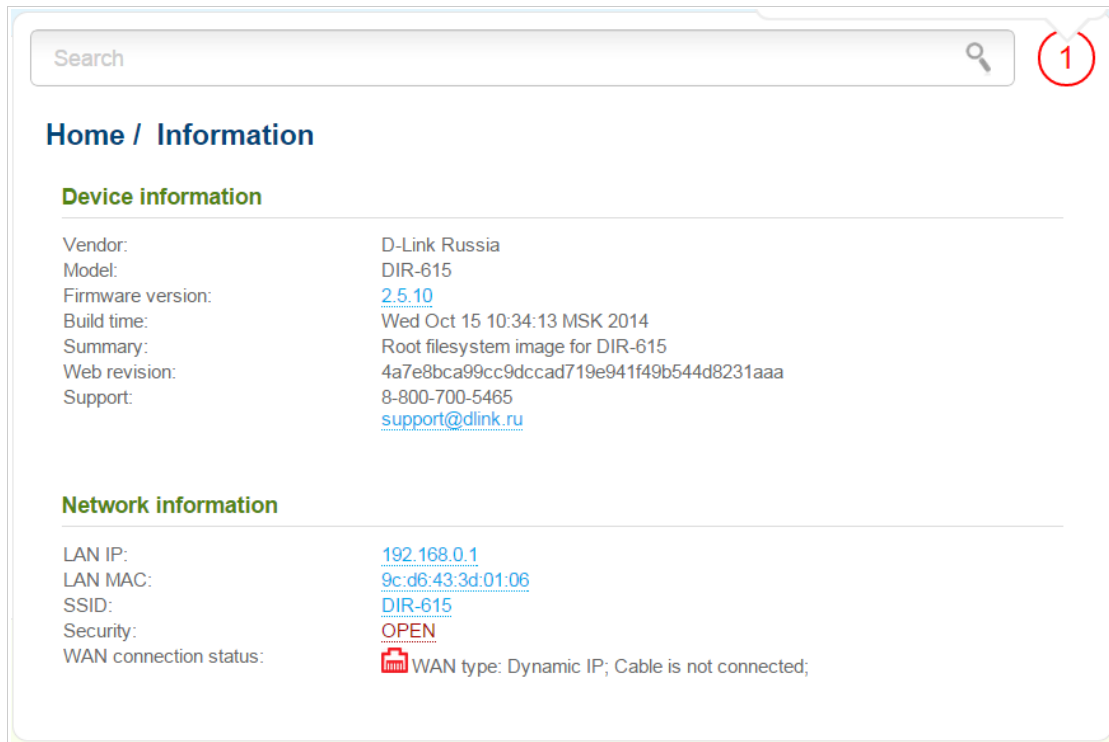 Search
1
Home / Information
Device information
Vendor: D-Link Russia
Model: DIR-615
Firmware version: 2.5.10
Build time: Wed Oct 15 10:34:13 MSK 2014
Summary: Root filesystem image for DIR-615
Web revision: 4a7e8bca99cc9dccad719e941f49b544d8231aaa
Support: 8-800-700-5465
support@dlink.ru
Network information
LAN IP: 192.168.0.1
LAN MAC: 9c:d6:43:3d:01:06
SSID: DIR-615
Security: OPEN
WAN connection status: WAN type: Dynamic IP; Cable is not connected;